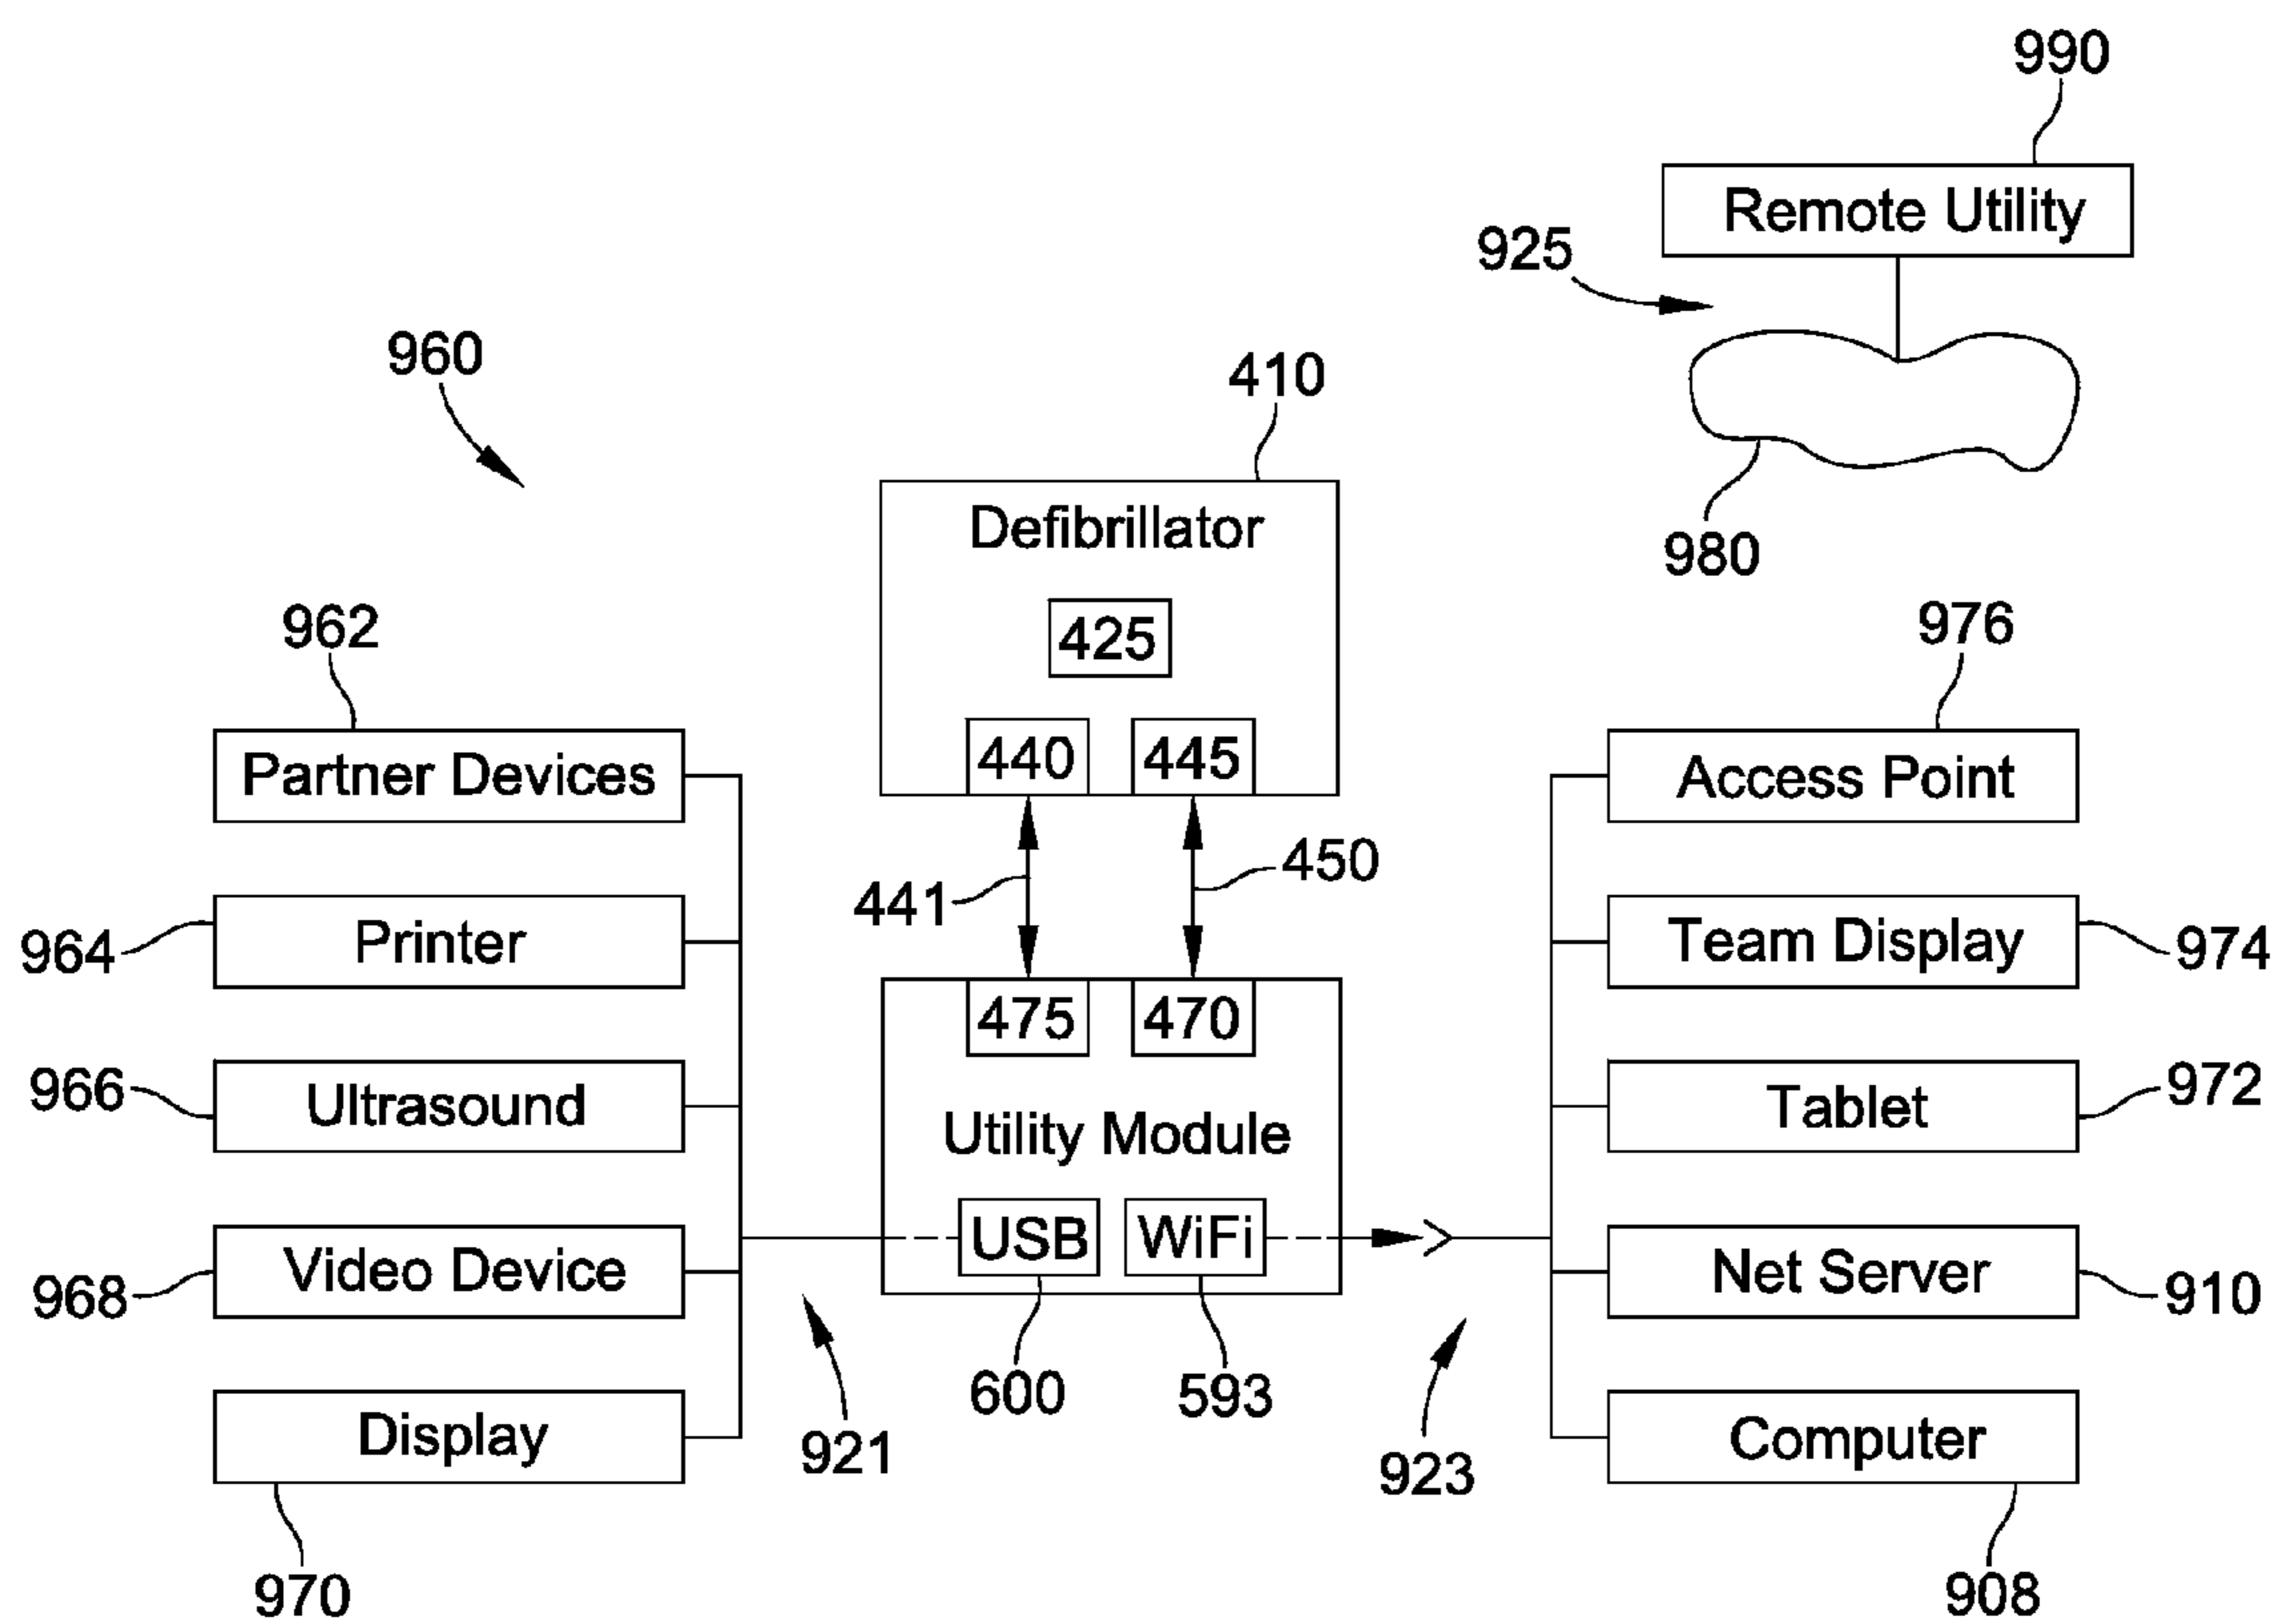 990
Remote Utility
925
960
410
980
Defibrillator
425
962
976
440
445
Partner Devices
Access Point
441
450
964
Printer
Team Display
974
475
470
966
Ultrasound
Utility Module
Tablet
972
USB
WiFi
968
Video Device
Net Server
910
600
593
921
923
Display
Computer
970
908